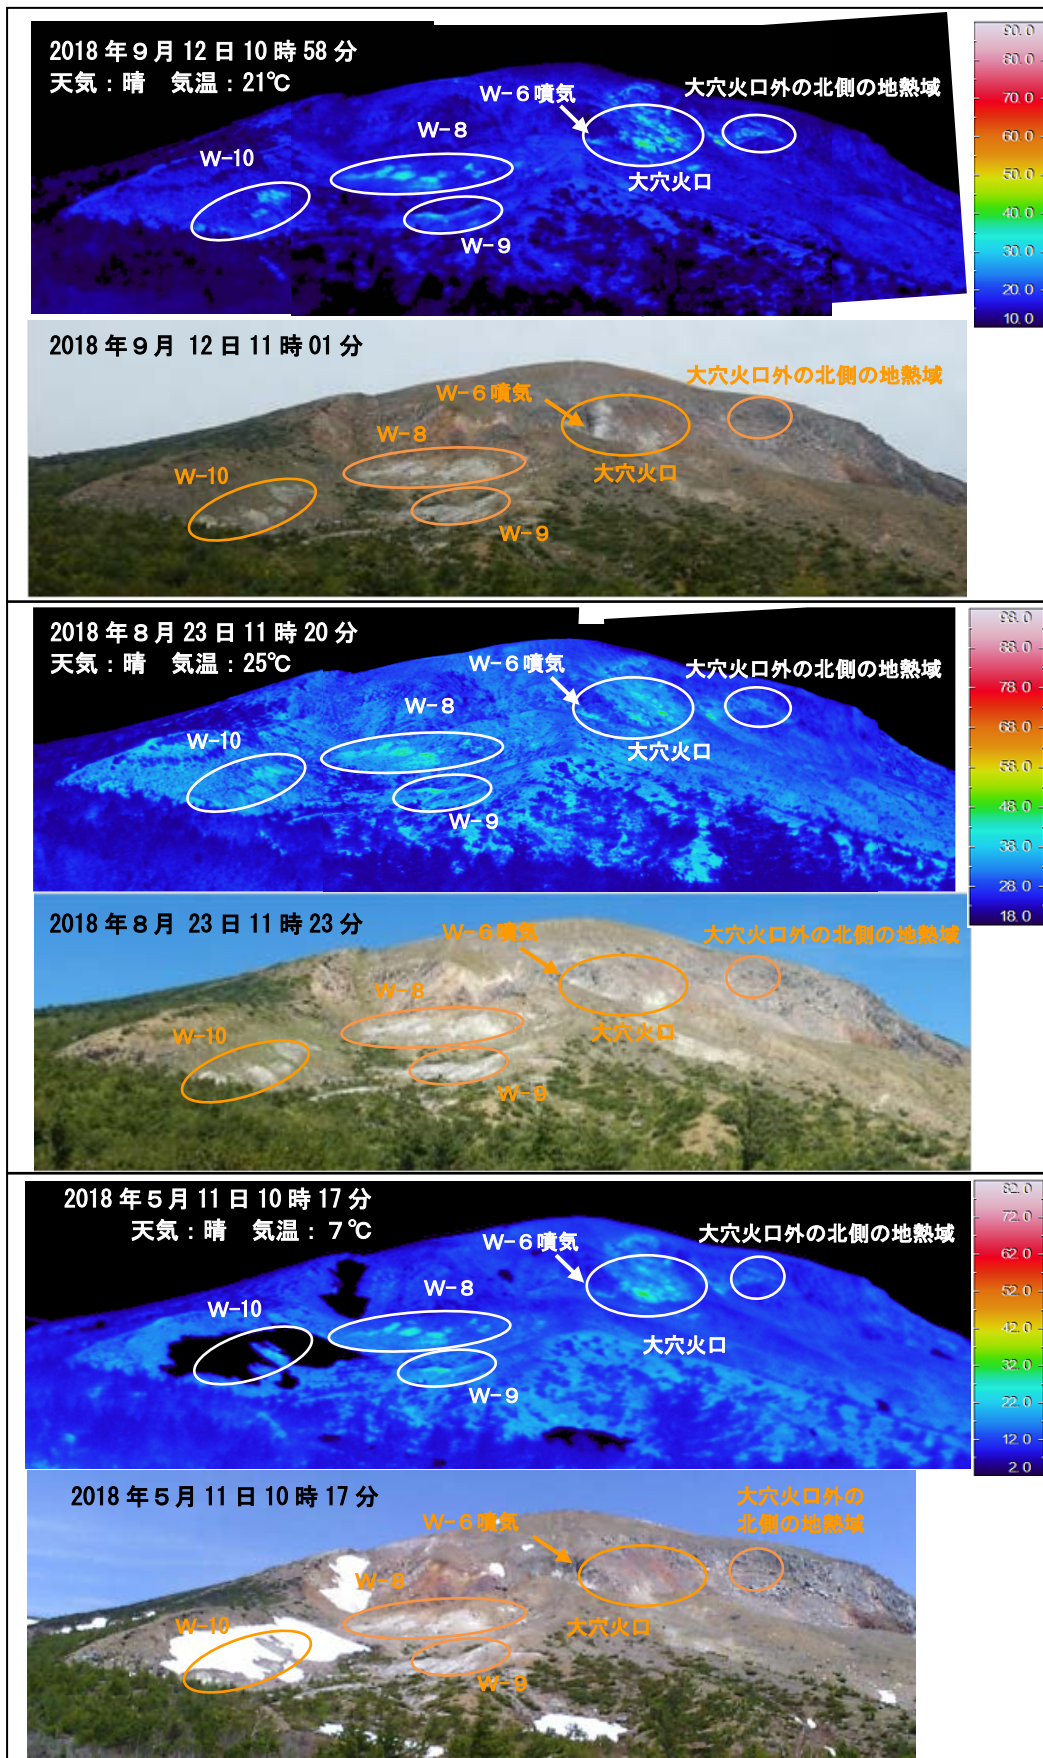 2018年9月12日10時58分
天気：晴　気温：21℃
W-6噴気
大穴火口外の北側の地熱域
W-8
W-10
大穴火口
W-9
90.0
80.0
70.0
60.0
50.0
40.0
30.0
20.0
10.0
2018年9月 12日11時01分
大穴火口外の北側の地熱域
W-6噴気
W-8
W-10
大穴火口
W-9
2018年8月23日11時20分
天気：晴　気温：25℃
W-6噴気
大穴火口外の北側の地熱域
W-8
W-10
大穴火口
W-9
98.0
88.0
78.0
68.0
58.0
48.0
38.0
28.0
18.0
2018年8月 23日11時23分
W-6噴気
大穴火口外の北側の地熱域
W-8
W-10
大穴火口
W-9
2018年5月11日10時17分
天気：晴　気温：7℃
W-6噴気
大穴火口外の北側の地熱域
W-8
W-10
大穴火口
W-9
82.0
72.0
62.0
52.0
42.0
32.0
22.0
12.0
2.0
2018年5月11日10時17分
大穴火口外の
北側の地熱域
W-6噴気
W-8
W-10
大穴火口
W-9